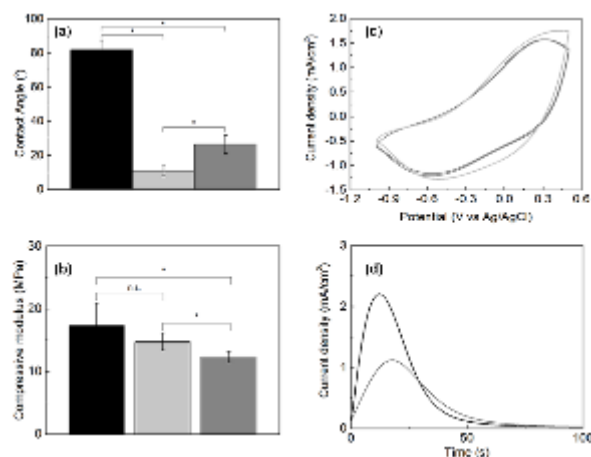 (a)
100
80
60
40
20
0
Contact Angle (°)
*
*
*
(c)
2.0
1.5
1.0
0.5
0.0
-0.5
-1.0
-1.5
Current density (mA/cm²)
-1.2 -0.9 -0.6 -0.3 0.0 0.3 0.6
Potential (V vs Ag/AgCl)
(b)
30
20
10
0
Compressive modulus (MPa)
*
n.s.
*
(d)
3
2
1
0
Current density (mA/cm²)
0 50 100
Time (s)